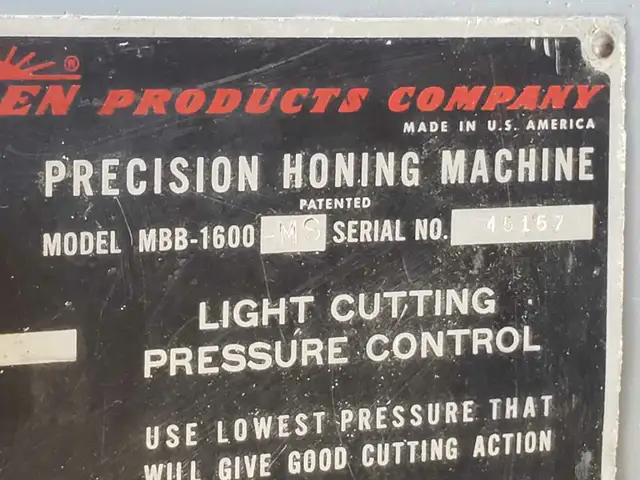 ®
EN PRODUCTS COMPANY
MADE IN U.S. AMERICA
PRECISION HONING MACHINE
PATENTED
MODEL MBB-1600 -MS SERIAL NO. 45157
LIGHT CUTTING
PRESSURE CONTROL
USE LOWEST PRESSURE THAT
WILL GIVE GOOD CUTTING ACTION